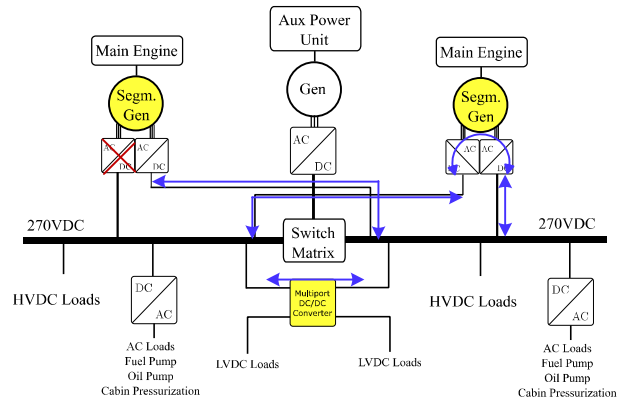 Aux Power
Unit
Main Engine
Main Engine
Segm.
Gen
Gen
Segm.
Gen
AC
DC
AC
DC
AC
DC
AC
AC
AC
DC
270VDC
270VDC
Switch
Matrix
HVDC Loads
DC
AC
Multiport
DC/DC
Converter
HVDC Loads
DC
AC
AC Loads
Fuel Pump
Oil Pump
Cabin Pressurization
LVDC Loads
LVDC Loads
AC Loads
Fuel Pump
Oil Pump
Cabin Pressurization